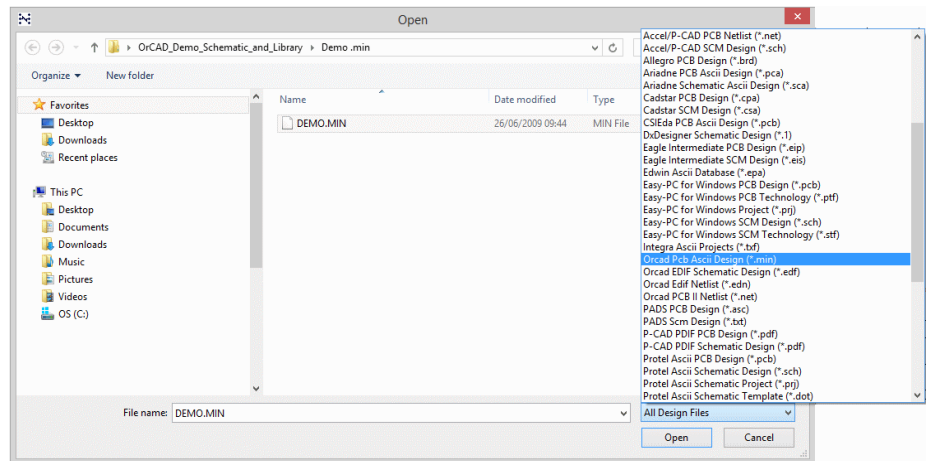 Open
OrCAD_Demo_Schematic_and_Library
Demo .min
Organize
New folder
Favorites
Desktop
Downloads
Recent places
This PC
Desktop
Documents
Downloads
Music
Pictures
Videos
OS (C:)
Name
Date modified
Type
DEMO.MIN
26/06/2009 09:44
MIN File
Accel/P-CAD PCB Netlist (*.net)
Accel/P-CAD SCM Design (*.sch)
Allegro PCB Design (*.brd)
Ariadne PCB Ascii Design (*.pca)
Ariadne Schematic Ascii Design (*.sca)
Cadstar PCB Design (*.cpa)
Cadstar SCM Design (*.csa)
CSIEda PCB Ascii Design (*.pcb)
DxDesigner Schematic Design (*.1)
Eagle Intermediate PCB Design (*.eip)
Eagle Intermediate SCM Design (*.eis)
Edwin Ascii Database (*.epa)
Easy-PC for Windows PCB Design (*.pcb)
Easy-PC for Windows PCB Technology (*.ptf)
Easy-PC for Windows Project (*.prj)
Easy-PC for Windows SCM Design (*.sch)
Easy-PC for Windows SCM Technology (*.stf)
Integra Ascii Projects (*.txf)
Orcad Pcb Ascii Design (*.min)
Orcad EDIF Schematic Design (*.edf)
Orcad Edif Netlist (*.edn)
Orcad PCB II Netlist (*.net)
PADS PCB Design (*.asc)
PADS Scm Design (*.txt)
P-CAD PDIF PCB Design (*.pdf)
P-CAD PDIF Schematic Design (*.pdf)
Protel Ascii PCB Design (*.pcb)
Protel Ascii Schematic Design (*.sch)
Protel Ascii Schematic Project (*.prj)
Protel Ascii Schematic Template (*.dot)
File name: DEMO.MIN
All Design Files
Open
Cancel